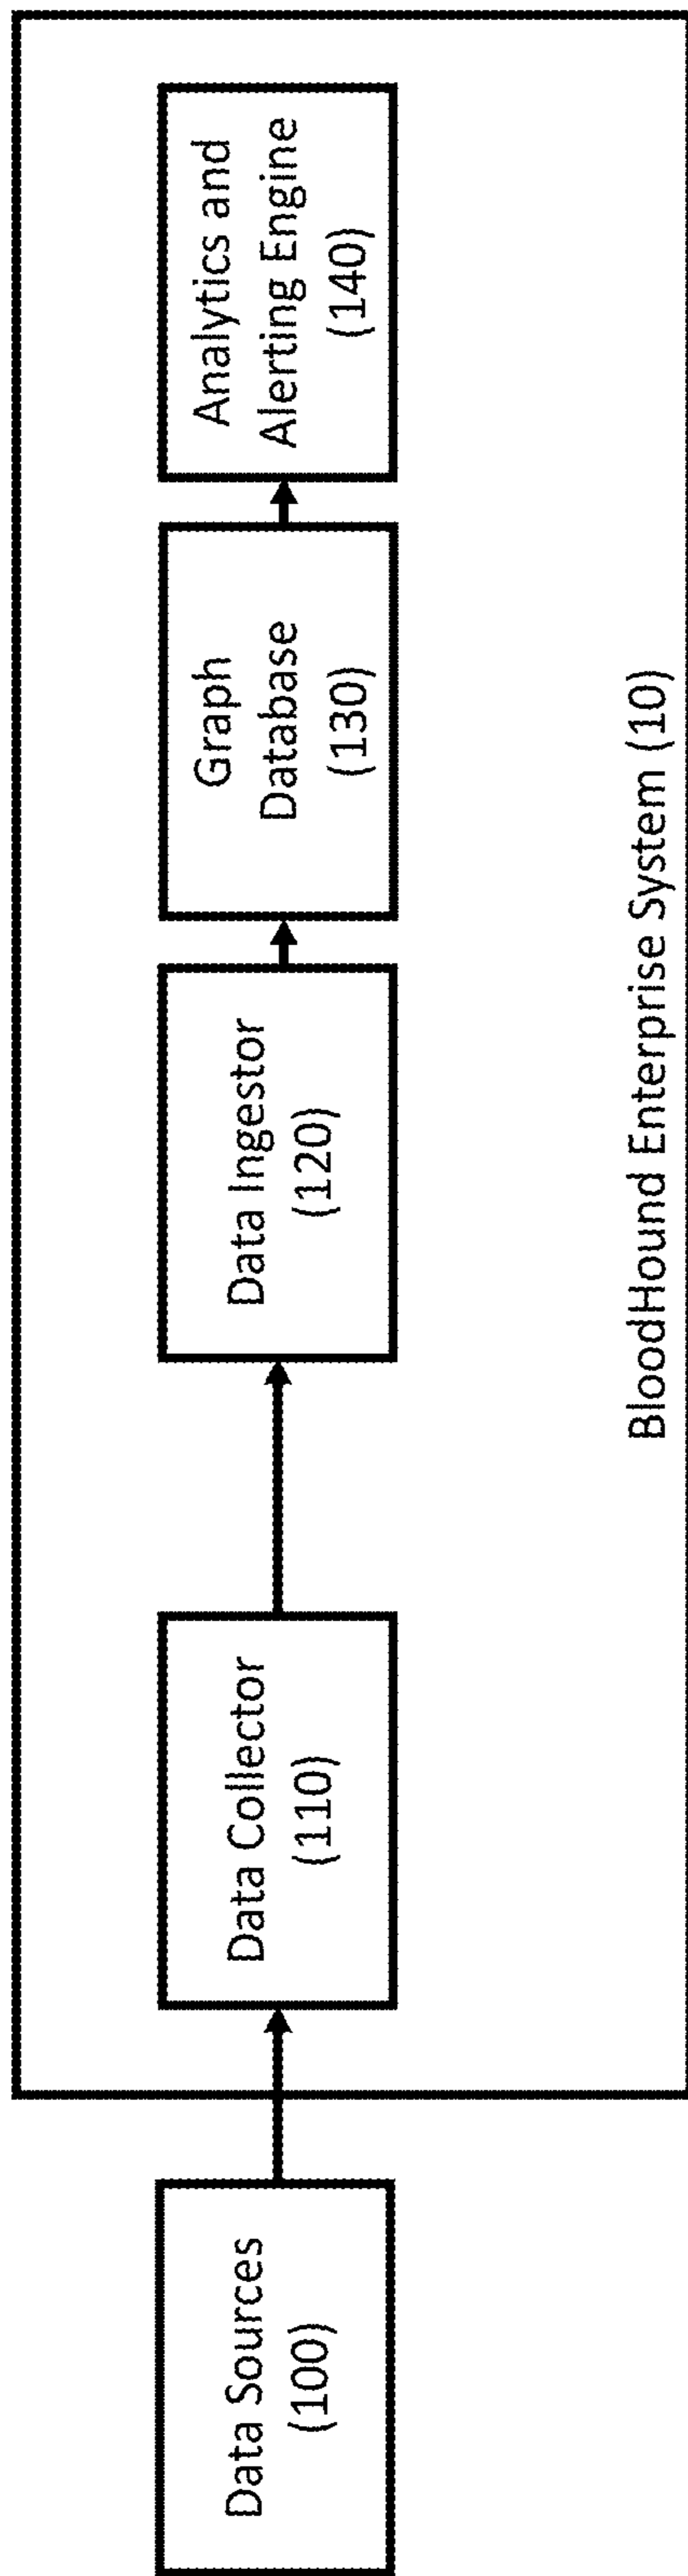 Data Sources
(100)
Data Collector
(110)
Data Ingestor
(120)
Graph
Database
(130)
Analytics and
Alerting Engine
(140)
BloodHound Enterprise System (10)